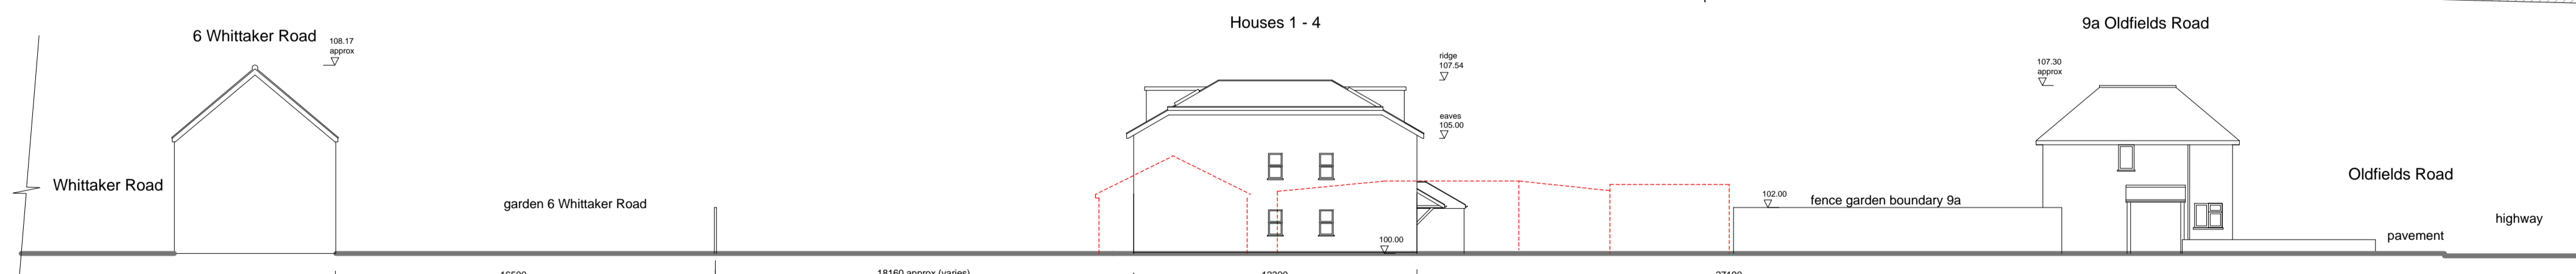 Houses 1 - 4
9a Oldfields Road
6 Whittaker Road
108.17
approx
ridge
107.54
107.30
approx
eaves
105.00
Whittaker Road
Oldfields Road
garden 6 Whittaker Road
102.00
fence garden boundary 9a
highway
pavement
100.00
18160 approx (varies)